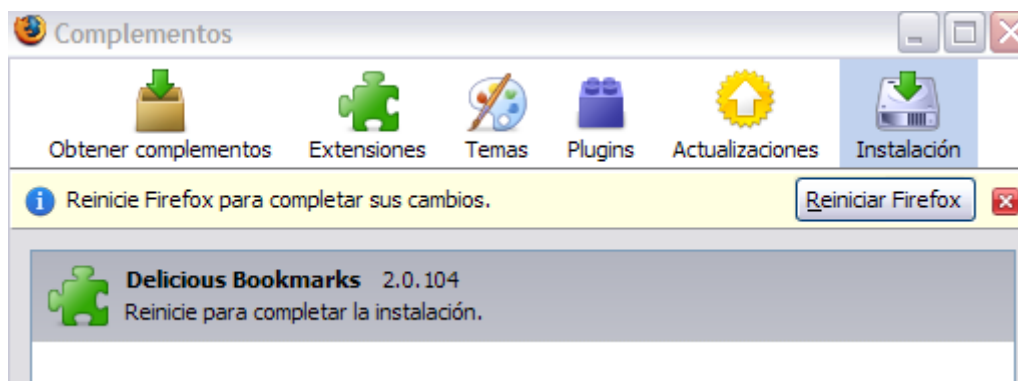 Complementos
Obtener complementos Extensiones Temas Plugins Actualizaciones Instalación
Reinicie Firefox para completar sus cambios. Reiniciar Firefox
Delicious Bookmarks 2.0.104
Reinicie para completar la instalación.